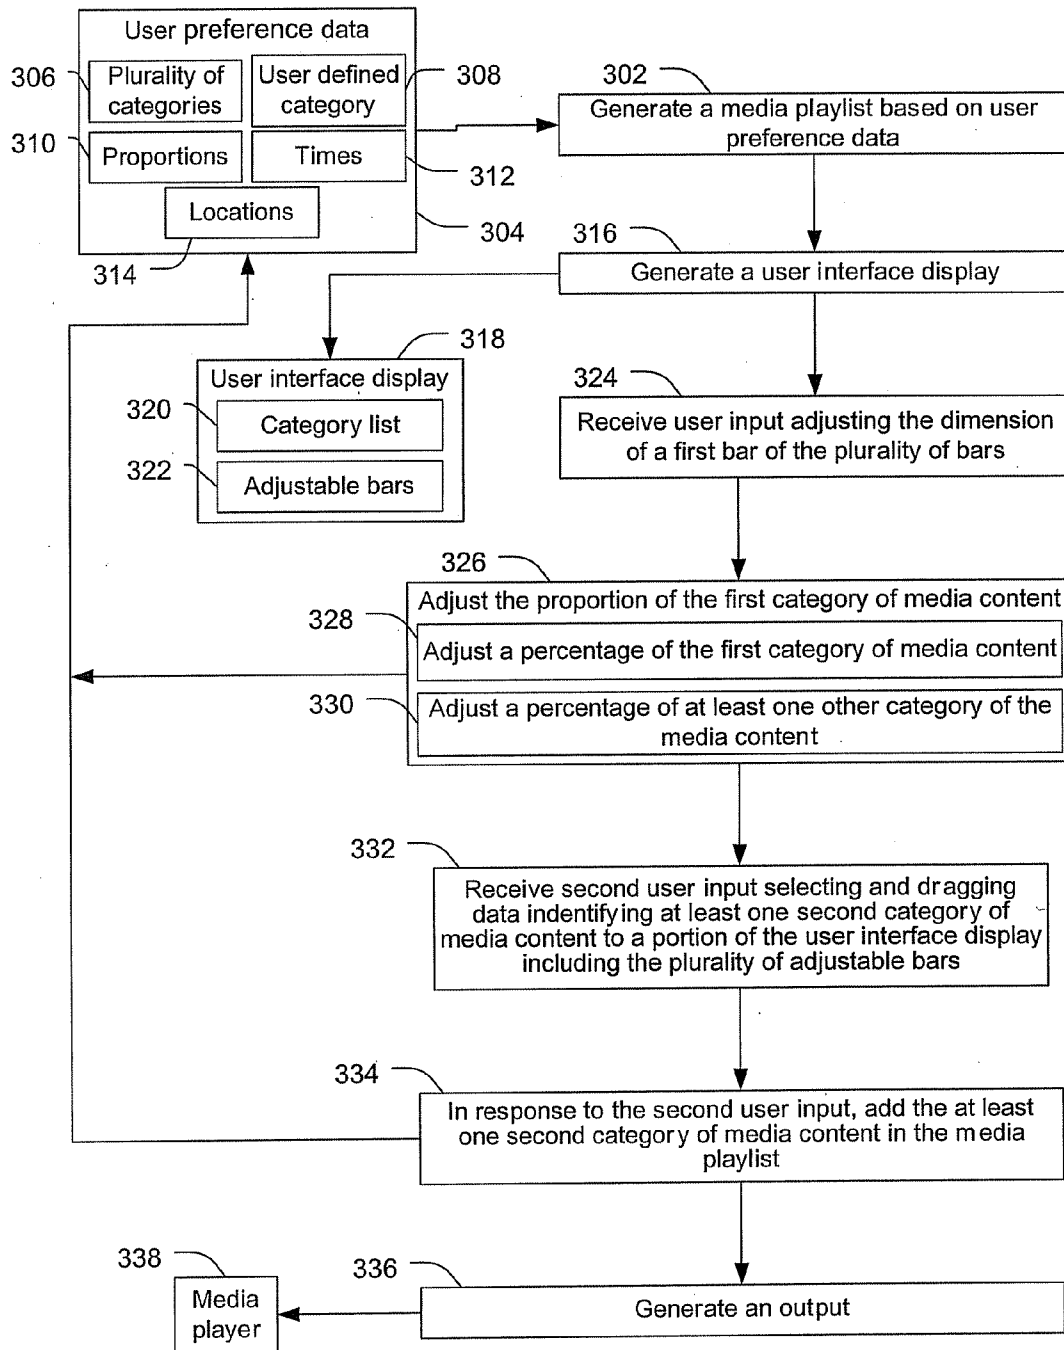 User preference data
306
Plurality of
categories
User defined
category
308
310
Proportions
Times
312
Locations
304
314
302
Generate a media playlist based on user
preference data
316
Generate a user interface display
318
User interface display
320
Category list
322
Adjustable bars
324
Receive user input adjusting the dimension
of a first bar of the plurality of bars
326
Adjust the proportion of the first category of media content
328
Adjust a percentage of the first category of media content
330
Adjust a percentage of at least one other category of the
media content
332
Receive second user input selecting and dragging
data indentifying at least one second category of
media content to a portion of the user interface display
including the plurality of adjustable bars
334
In response to the second user input, add the at least
one second category of media content in the media
playlist
336
Generate an output
338
Media
player